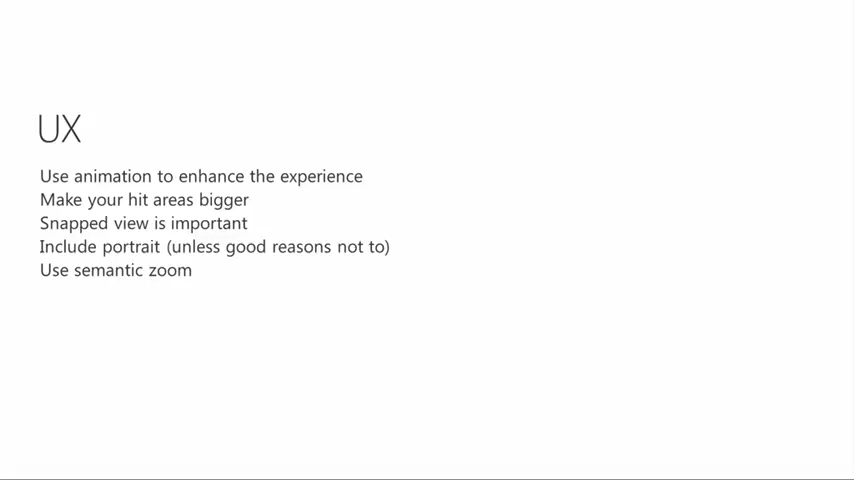 UX
Use animation to enhance the experience
Make your hit areas bigger
Snapped view is important
Include portrait (unless good reasons not to)
Use semantic zoom